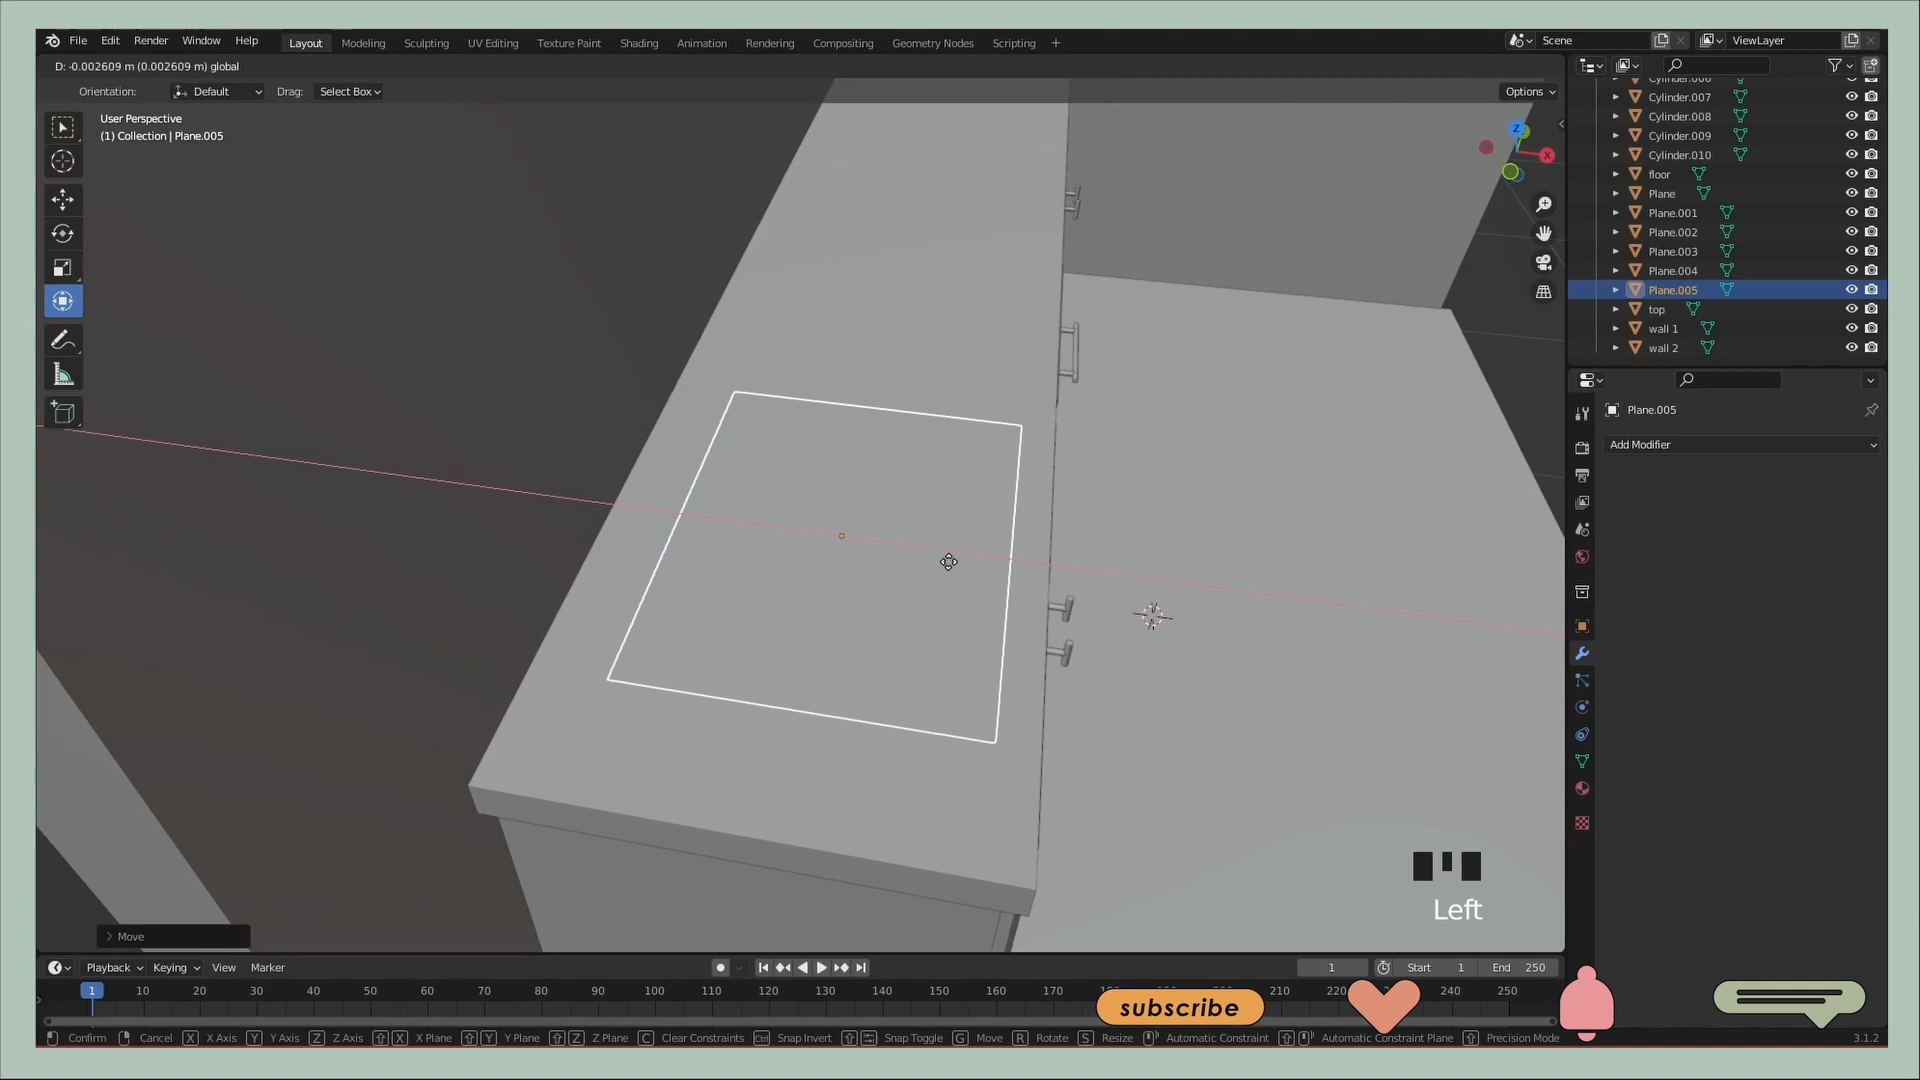 File Edit Render Window Help Layout Modeling Sculpting UV Editing Texture Paint Shading Animation Rendering Compositing Geometry Nodes Scripting + Scene ViewLayer
D: -0.002609 m (0.002609 m) global
Orientation: Default Drag: Select Box Options
User Perspective
(1) Collection | Plane.005
Z
X
Cylinder.006
Cylinder.007
Cylinder.008
Cylinder.009
Cylinder.010
floor
Plane
Plane.001
Plane.002
Plane.003
Plane.004
Plane.005
top
wall 1
wall 2
Plane.005
Add Modifier
Left
Move
Playback Keying View Marker 1 Start 1 End 250
1 10 20 30 40 50 60 70 80 90 100 110 120 130 140 150 160 170 220 240 250
subscribe
Confirm Cancel X X Axis Y Y Axis Z Z Axis X X Plane Y Y Plane Z Z Plane C Clear Constraints Ctrl Snap Invert Snap Toggle G Move R Rotate S Resize Automatic Constraint Automatic Constraint Plane Precision Mode 3.1.2